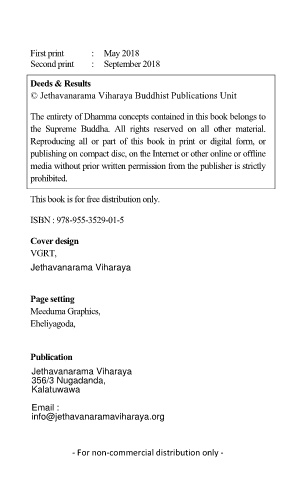 First print : May 2018
Second print : September 2018
Deeds & Results
© Jethavanarama Viharaya Buddhist Publications Unit
The entirety of Dhamma concepts contained in this book belongs to
the Supreme Buddha. All rights reserved on all other material.
Reproducing all or part of this book in print or digital form, or
publishing on compact disc, on the Internet or other online or offline
media without prior written permission from the publisher is strictly
prohibited.
This book is for free distribution only.
ISBN : 978-955-3529-01-5
Cover design
VGRT,
Jethavanarama Viharaya
Page setting
Meeduma Graphics,
Eheliyagoda,
Publication
Jethavanarama Viharaya
356/3 Nugadanda,
Kalatuwawa
Email :
info@jethavanaramaviharaya.org
- For non-commercial distribution only -